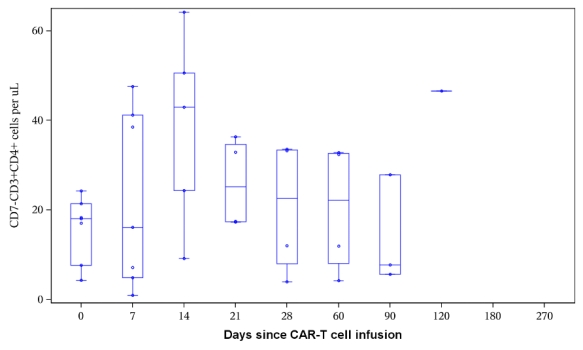 CD7-CD3+CD4+ cells per uL
60
40
20
0
0 7 14 21 28 60 90 120 180 270
Days since CAR-T cell infusion